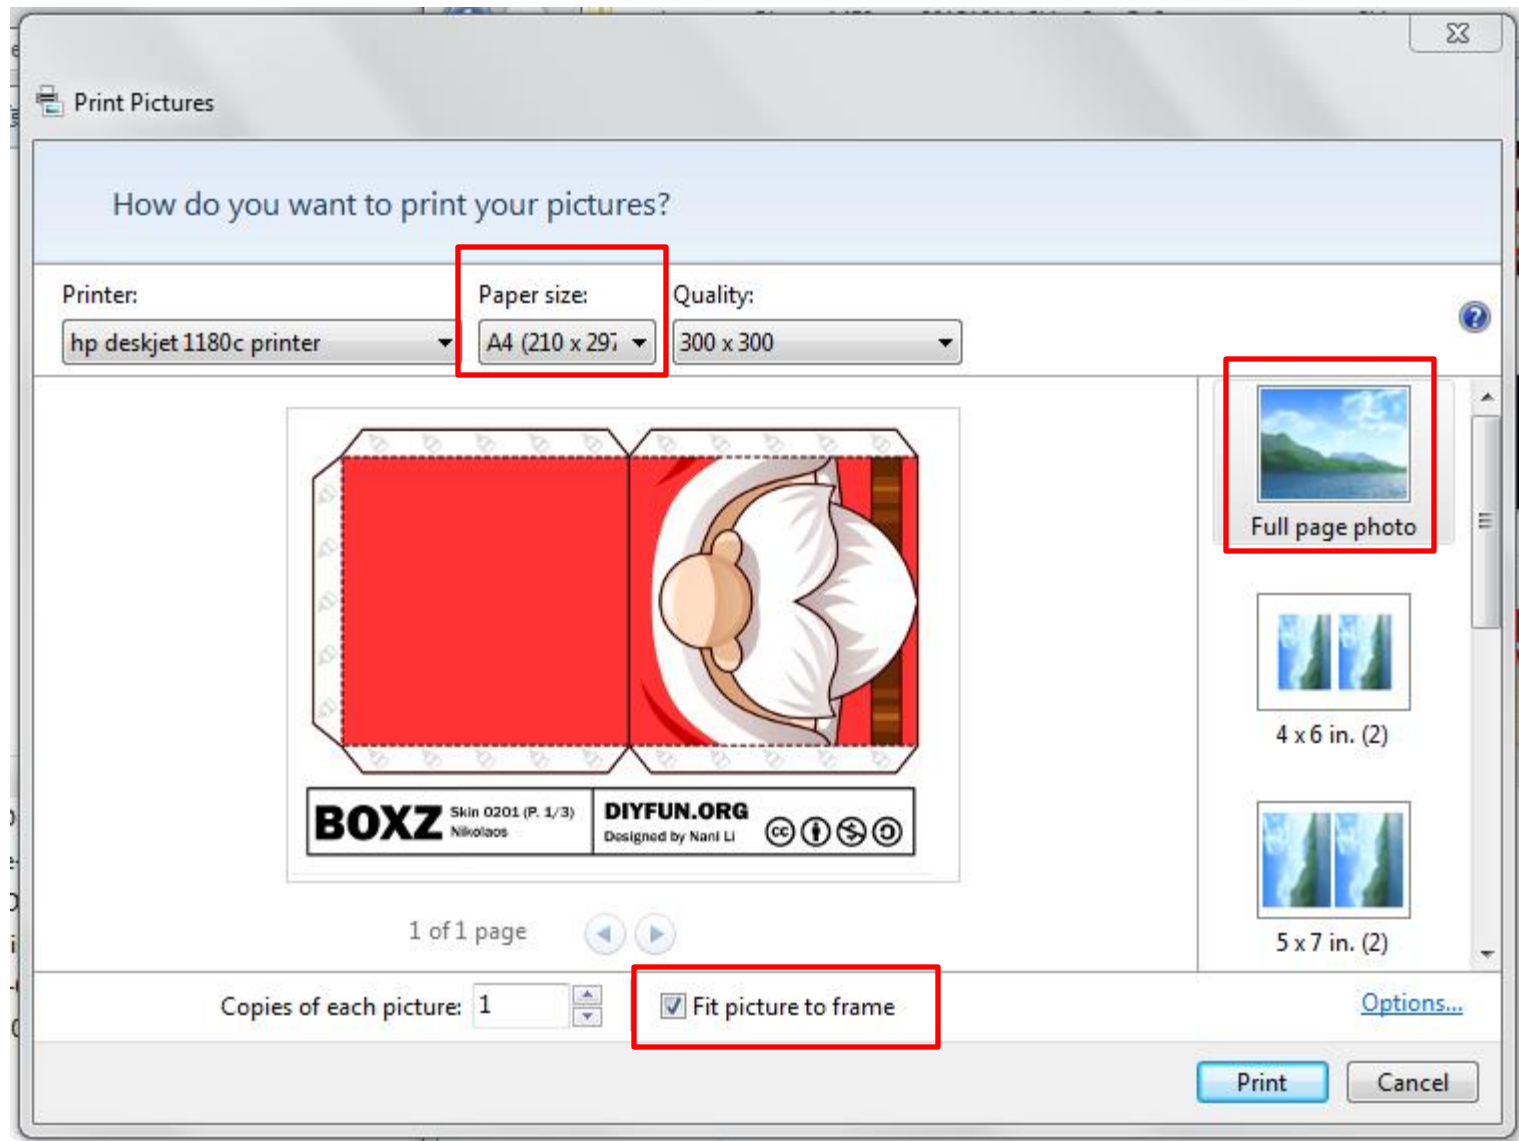 Print Pictures
How do you want to print your pictures?
Printer:
Paper size:
Quality:
hp deskjet 1180c printer
A4 (210 x 297
300 x 300
Full page photo
4 x 6 in. (2)
5 x 7 in. (2)
BOXZ
Skin 0201 (P. 1/3)
Nikolaos
DIYFUN.ORG
Designed by Nani Li
1 of 1 page
Copies of each picture: 1
Fit picture to frame
Options...
Print
Cancel